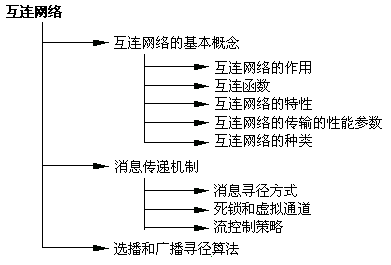 互连网络
互连网络的基本概念
互连网络的作用
互连函数
互连网络的特性
互连网络的传输的性能参数
互连网络的种类
消息传递机制
消息寻径方式
死锁和虚拟通道
流控制策略
选播和广播寻径算法